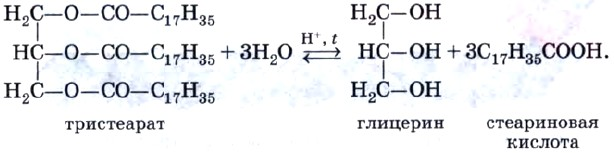 H₂C—O—CO—C₁₇H₃₅ H₂C—OH
HC—O—CO—C₁₇H₃₅ + 3H₂O ⇄ H⁺, t HC—OH + 3C₁₇H₃₅COOH.
H₂C—O—CO—C₁₇H₃₅ H₂C—OH
тристеарат глицерин стеариновая
кислота